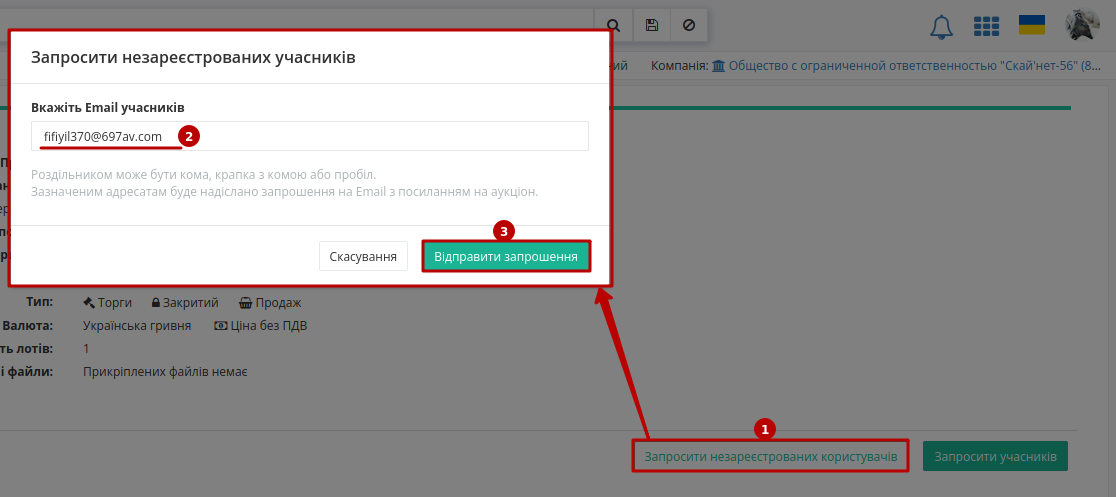 ий
Компанія: Общество с ограниченной ответственностью "Скай'нет-56" (8...
Запросити незареєстрованих учасників
Вкажіть Email учасників
fifiyil370@697av.com
2
Роздільником може бути кома, крапка з комою або пробіл.
Зазначеним адресатам буде надіслано запрошення на Email з посиланням на аукціон.
3
Скасування
Відправити запрошення
Тип: Торги Закритий Продаж
Валюта: Українська гривня Ціна без ПДВ
ть лотів: 1
і файли: Прикріплених файлів немає
1
Запросити незареєстрованих користувачів
Запросити учасників